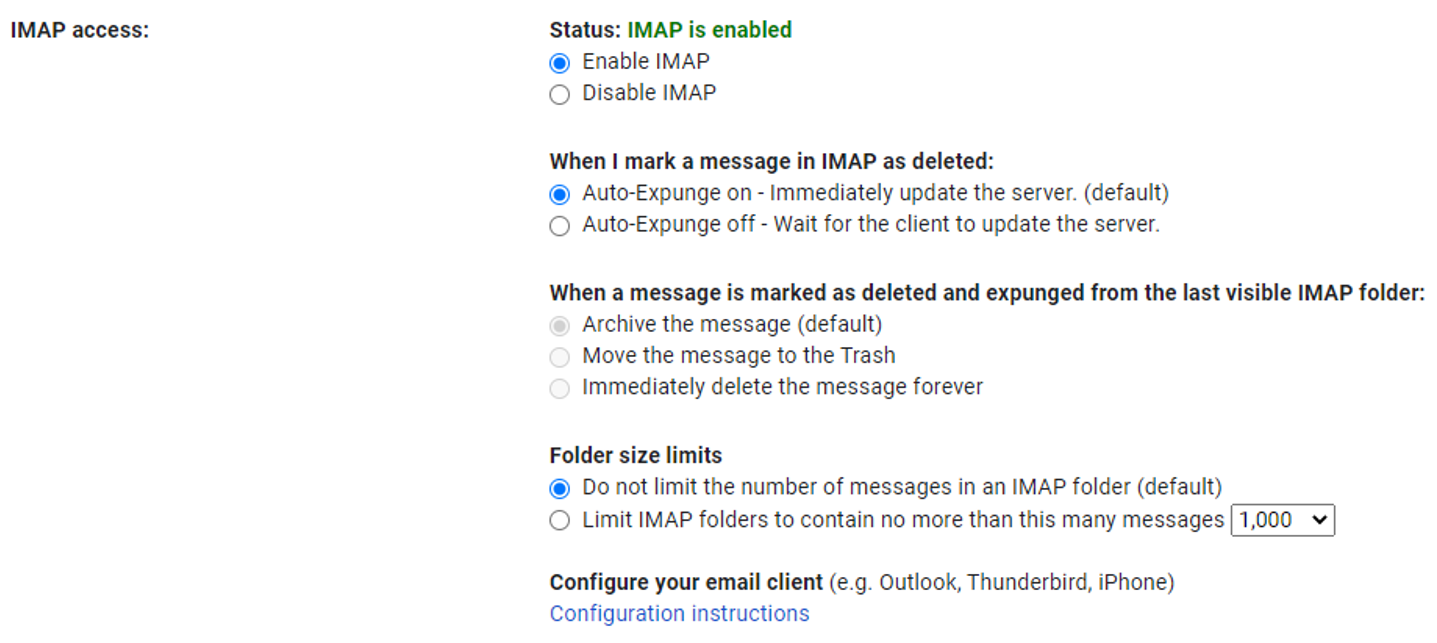 IMAP access:
Status: IMAP is enabled
Enable IMAP
Disable IMAP
When I mark a message in IMAP as deleted:
Auto-Expunge on - Immediately update the server. (default)
Auto-Expunge off - Wait for the client to update the server.
When a message is marked as deleted and expunged from the last visible IMAP folder:
Archive the message (default)
Move the message to the Trash
Immediately delete the message forever
Folder size limits
Do not limit the number of messages in an IMAP folder (default)
Limit IMAP folders to contain no more than this many messages 1,000
Configure your email client (e.g. Outlook, Thunderbird, iPhone)
Configuration instructions